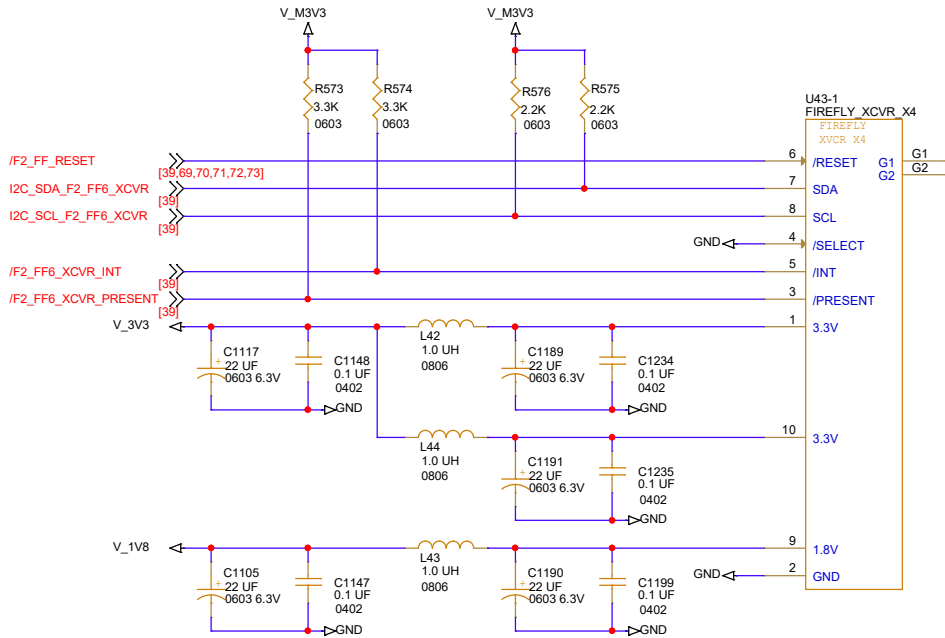 V_M3V3
V_M3V3
R573
3.3K
0603
R574
3.3K
0603
R576
2.2K
0603
R575
2.2K
0603
U43-1
FIREFLY_XCVR_X4
FIREFLY
XVCR X4
/F2_FF_RESET
[39,69,70,71,72,73]
6
/RESET
G1
G1
G2
G2
I2C_SDA_F2_FF6_XCVR
[39]
7
SDA
I2C_SCL_F2_FF6_XCVR
[39]
8
SCL
GND
4
/SELECT
/F2_FF6_XCVR_INT
[39]
5
/INT
/F2_FF6_XCVR_PRESENT
[39]
3
/PRESENT
V_3V3
L42
1.0 UH
0806
1
3.3V
C1117
+
22 UF
0603 6.3V
C1148
0.1 UF
0402
GND
C1189
+
22 UF
0603 6.3V
C1234
0.1 UF
0402
GND
L44
1.0 UH
0806
10
3.3V
C1191
+
22 UF
0603 6.3V
C1235
0.1 UF
0402
GND
V_1V8
L43
1.0 UH
0806
9
1.8V
GND
2
GND
C1105
+
22 UF
0603 6.3V
C1147
0.1 UF
0402
GND
C1190
+
22 UF
0603 6.3V
C1199
0.1 UF
0402
GND